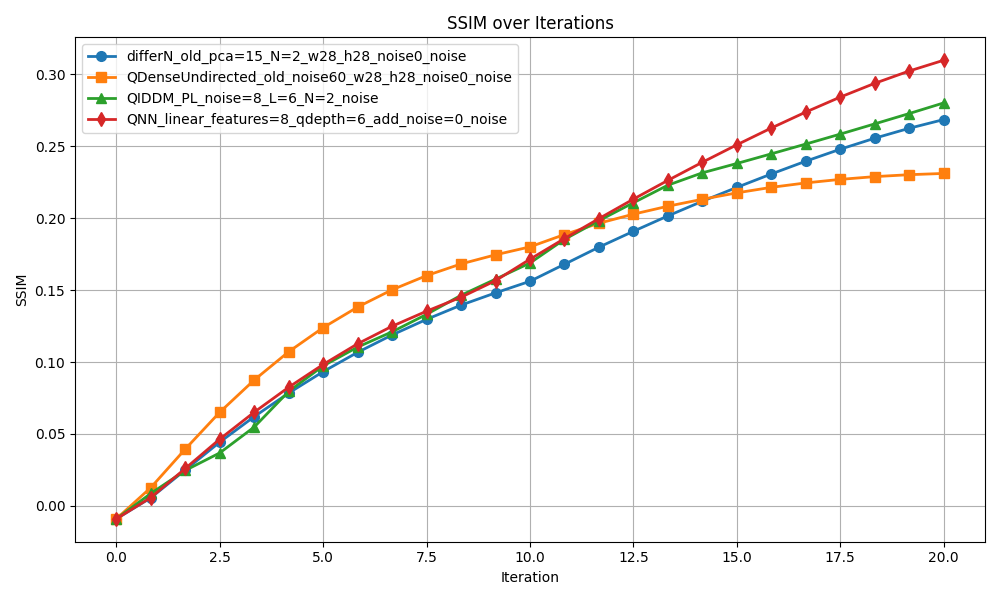 SSIM over Iterations
differN_old_pca=15_N=2_w28_h28_noise0_noise
QDenseUndirected_old_noise60_w28_h28_noise0_noise
QIDDM_PL_noise=8_L=6_N=2_noise
QNN_linear_features=8_qdepth=6_add_noise=0_noise
SSIM
0.30
0.25
0.20
0.15
0.10
0.05
0.00
0.0 2.5 5.0 7.5 10.0 12.5 15.0 17.5 20.0
Iteration